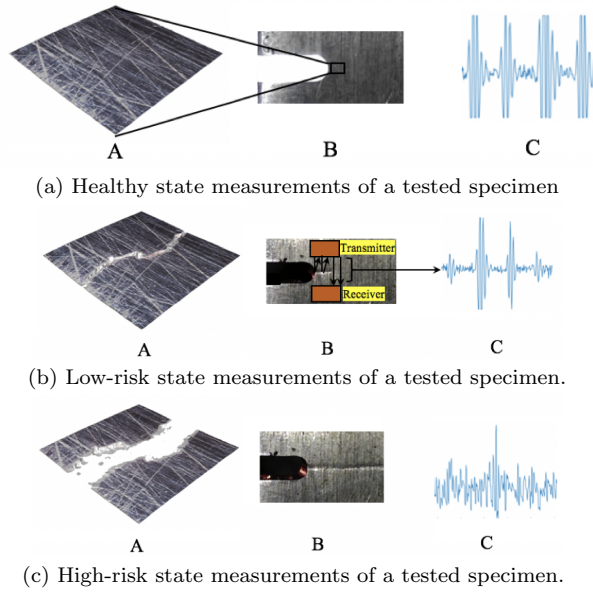 A
B
C
(a) Healthy state measurements of a tested specimen
Transmitter
Receiver
A
B
C
(b) Low-risk state measurements of a tested specimen.
A
B
C
(c) High-risk state measurements of a tested specimen.